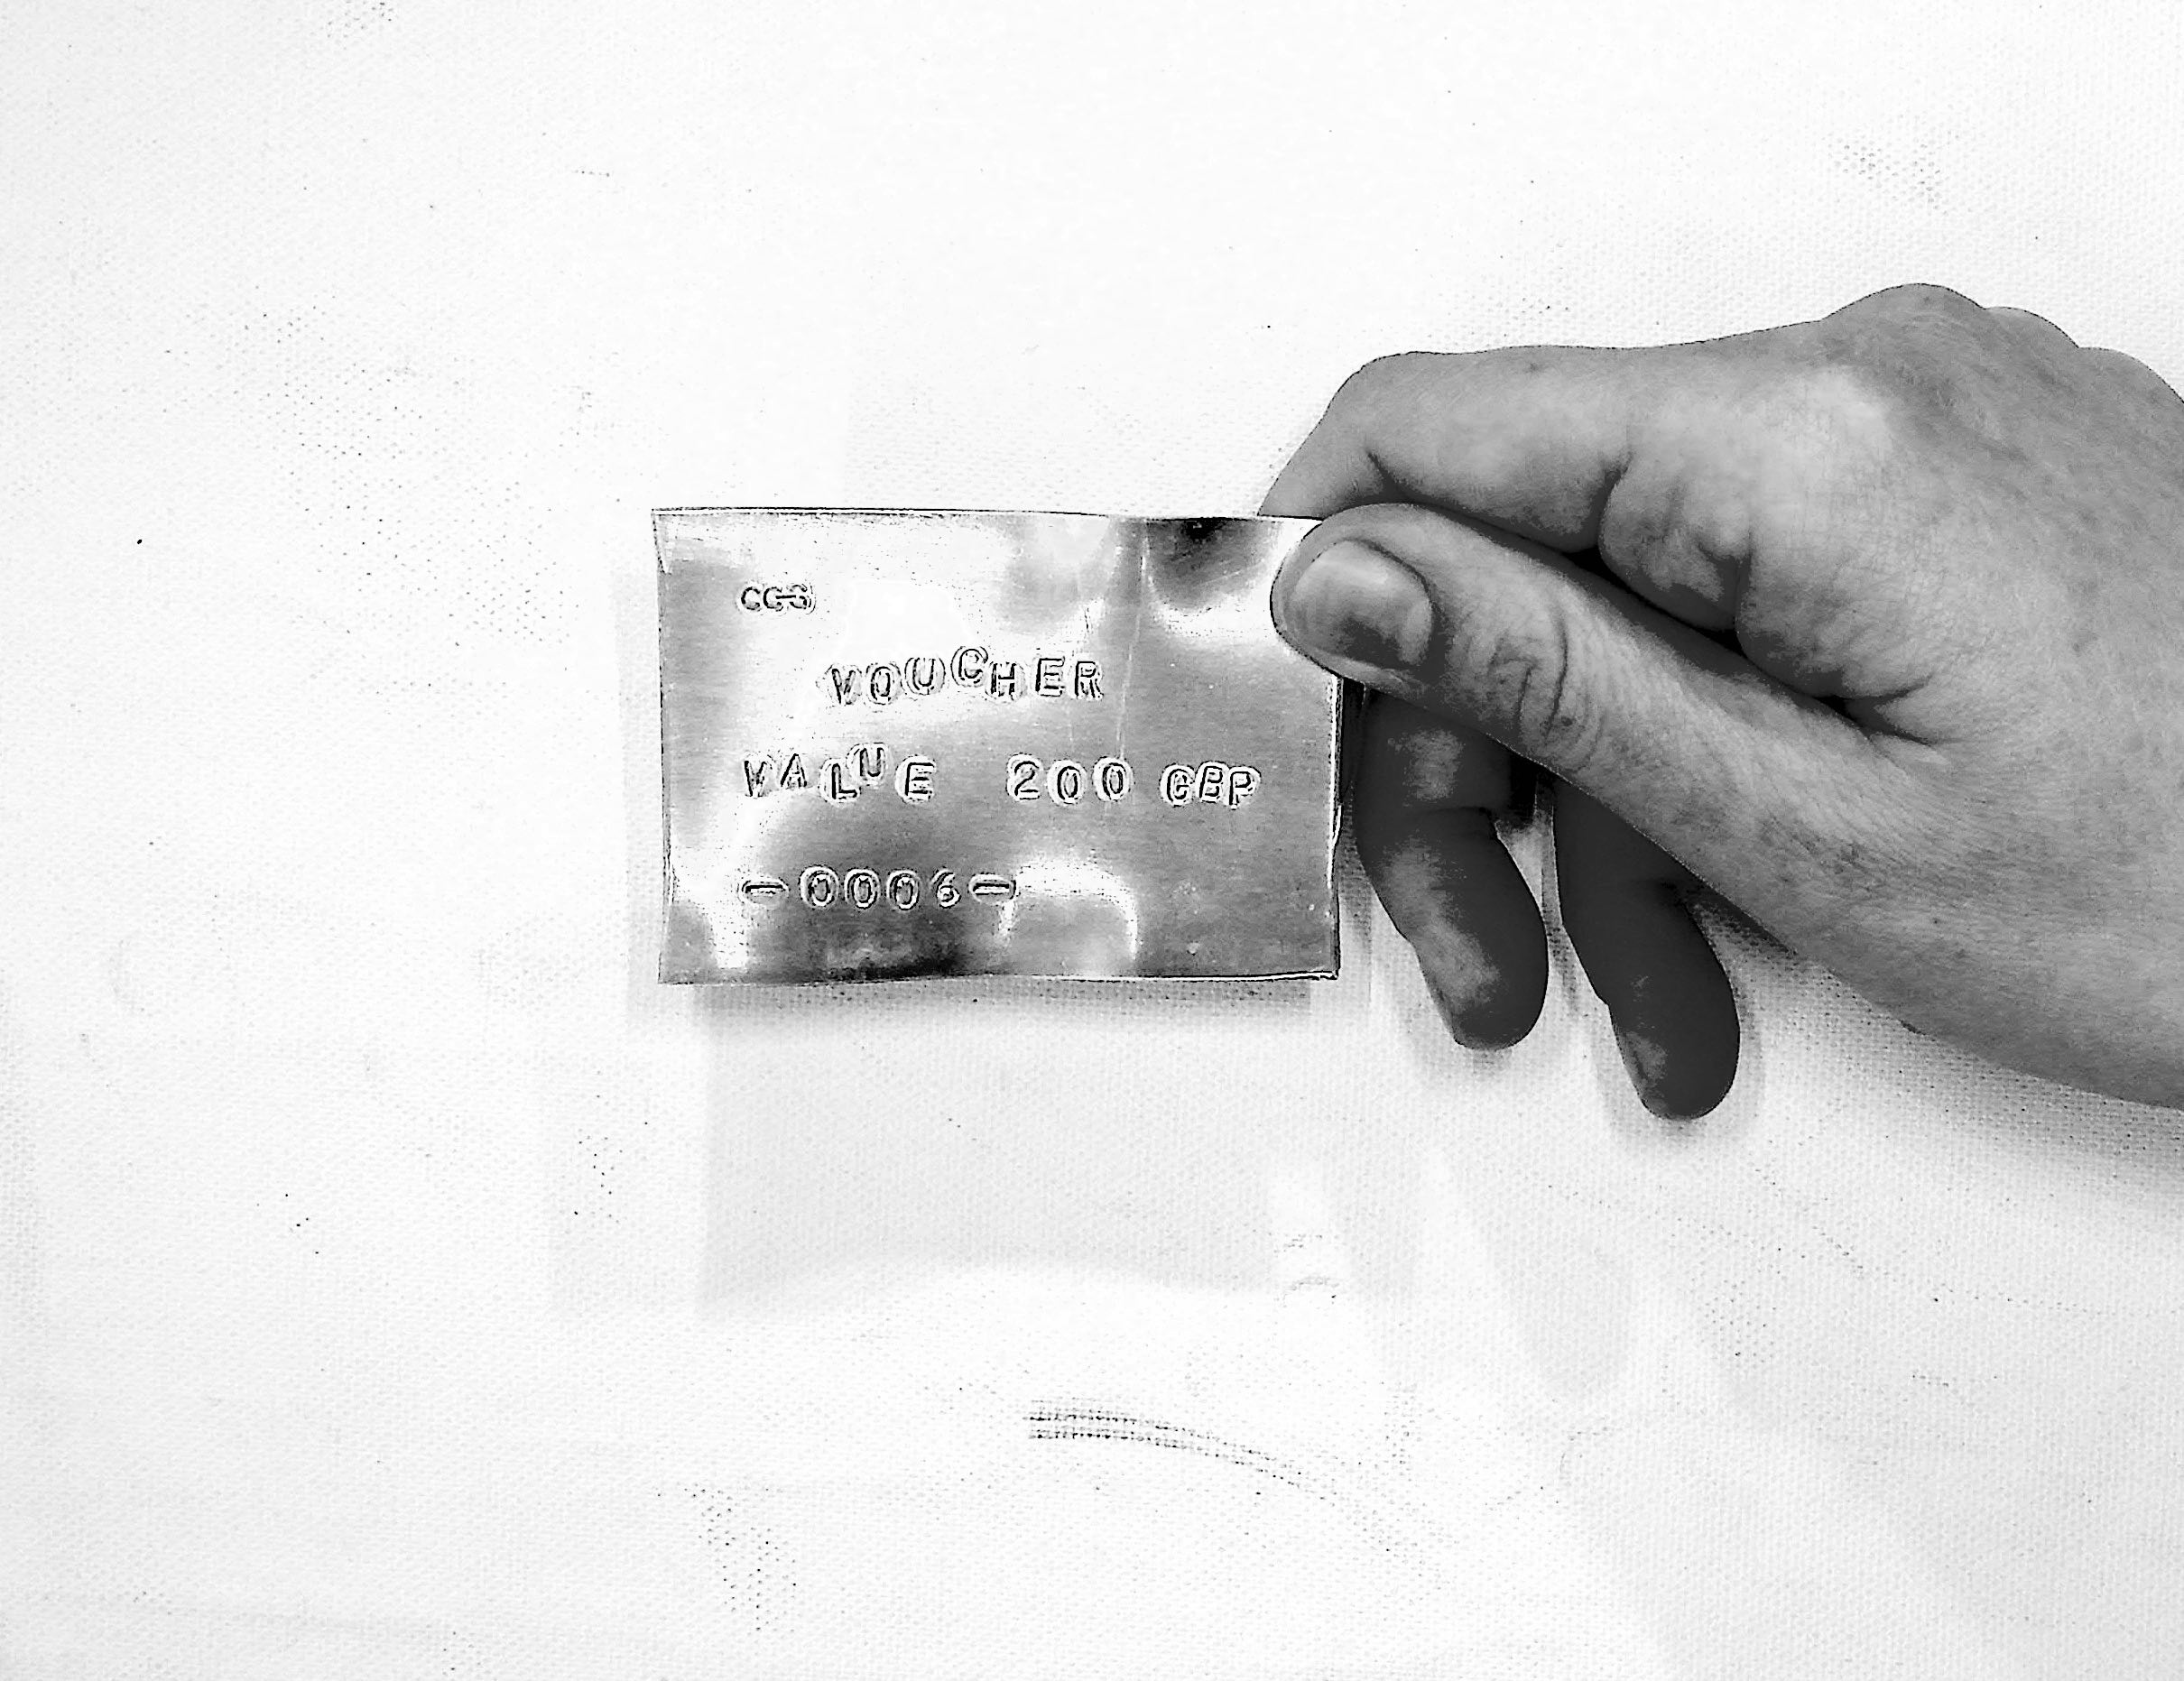 CGS
VOUCHER
VALUE 200 GBP
-0006-